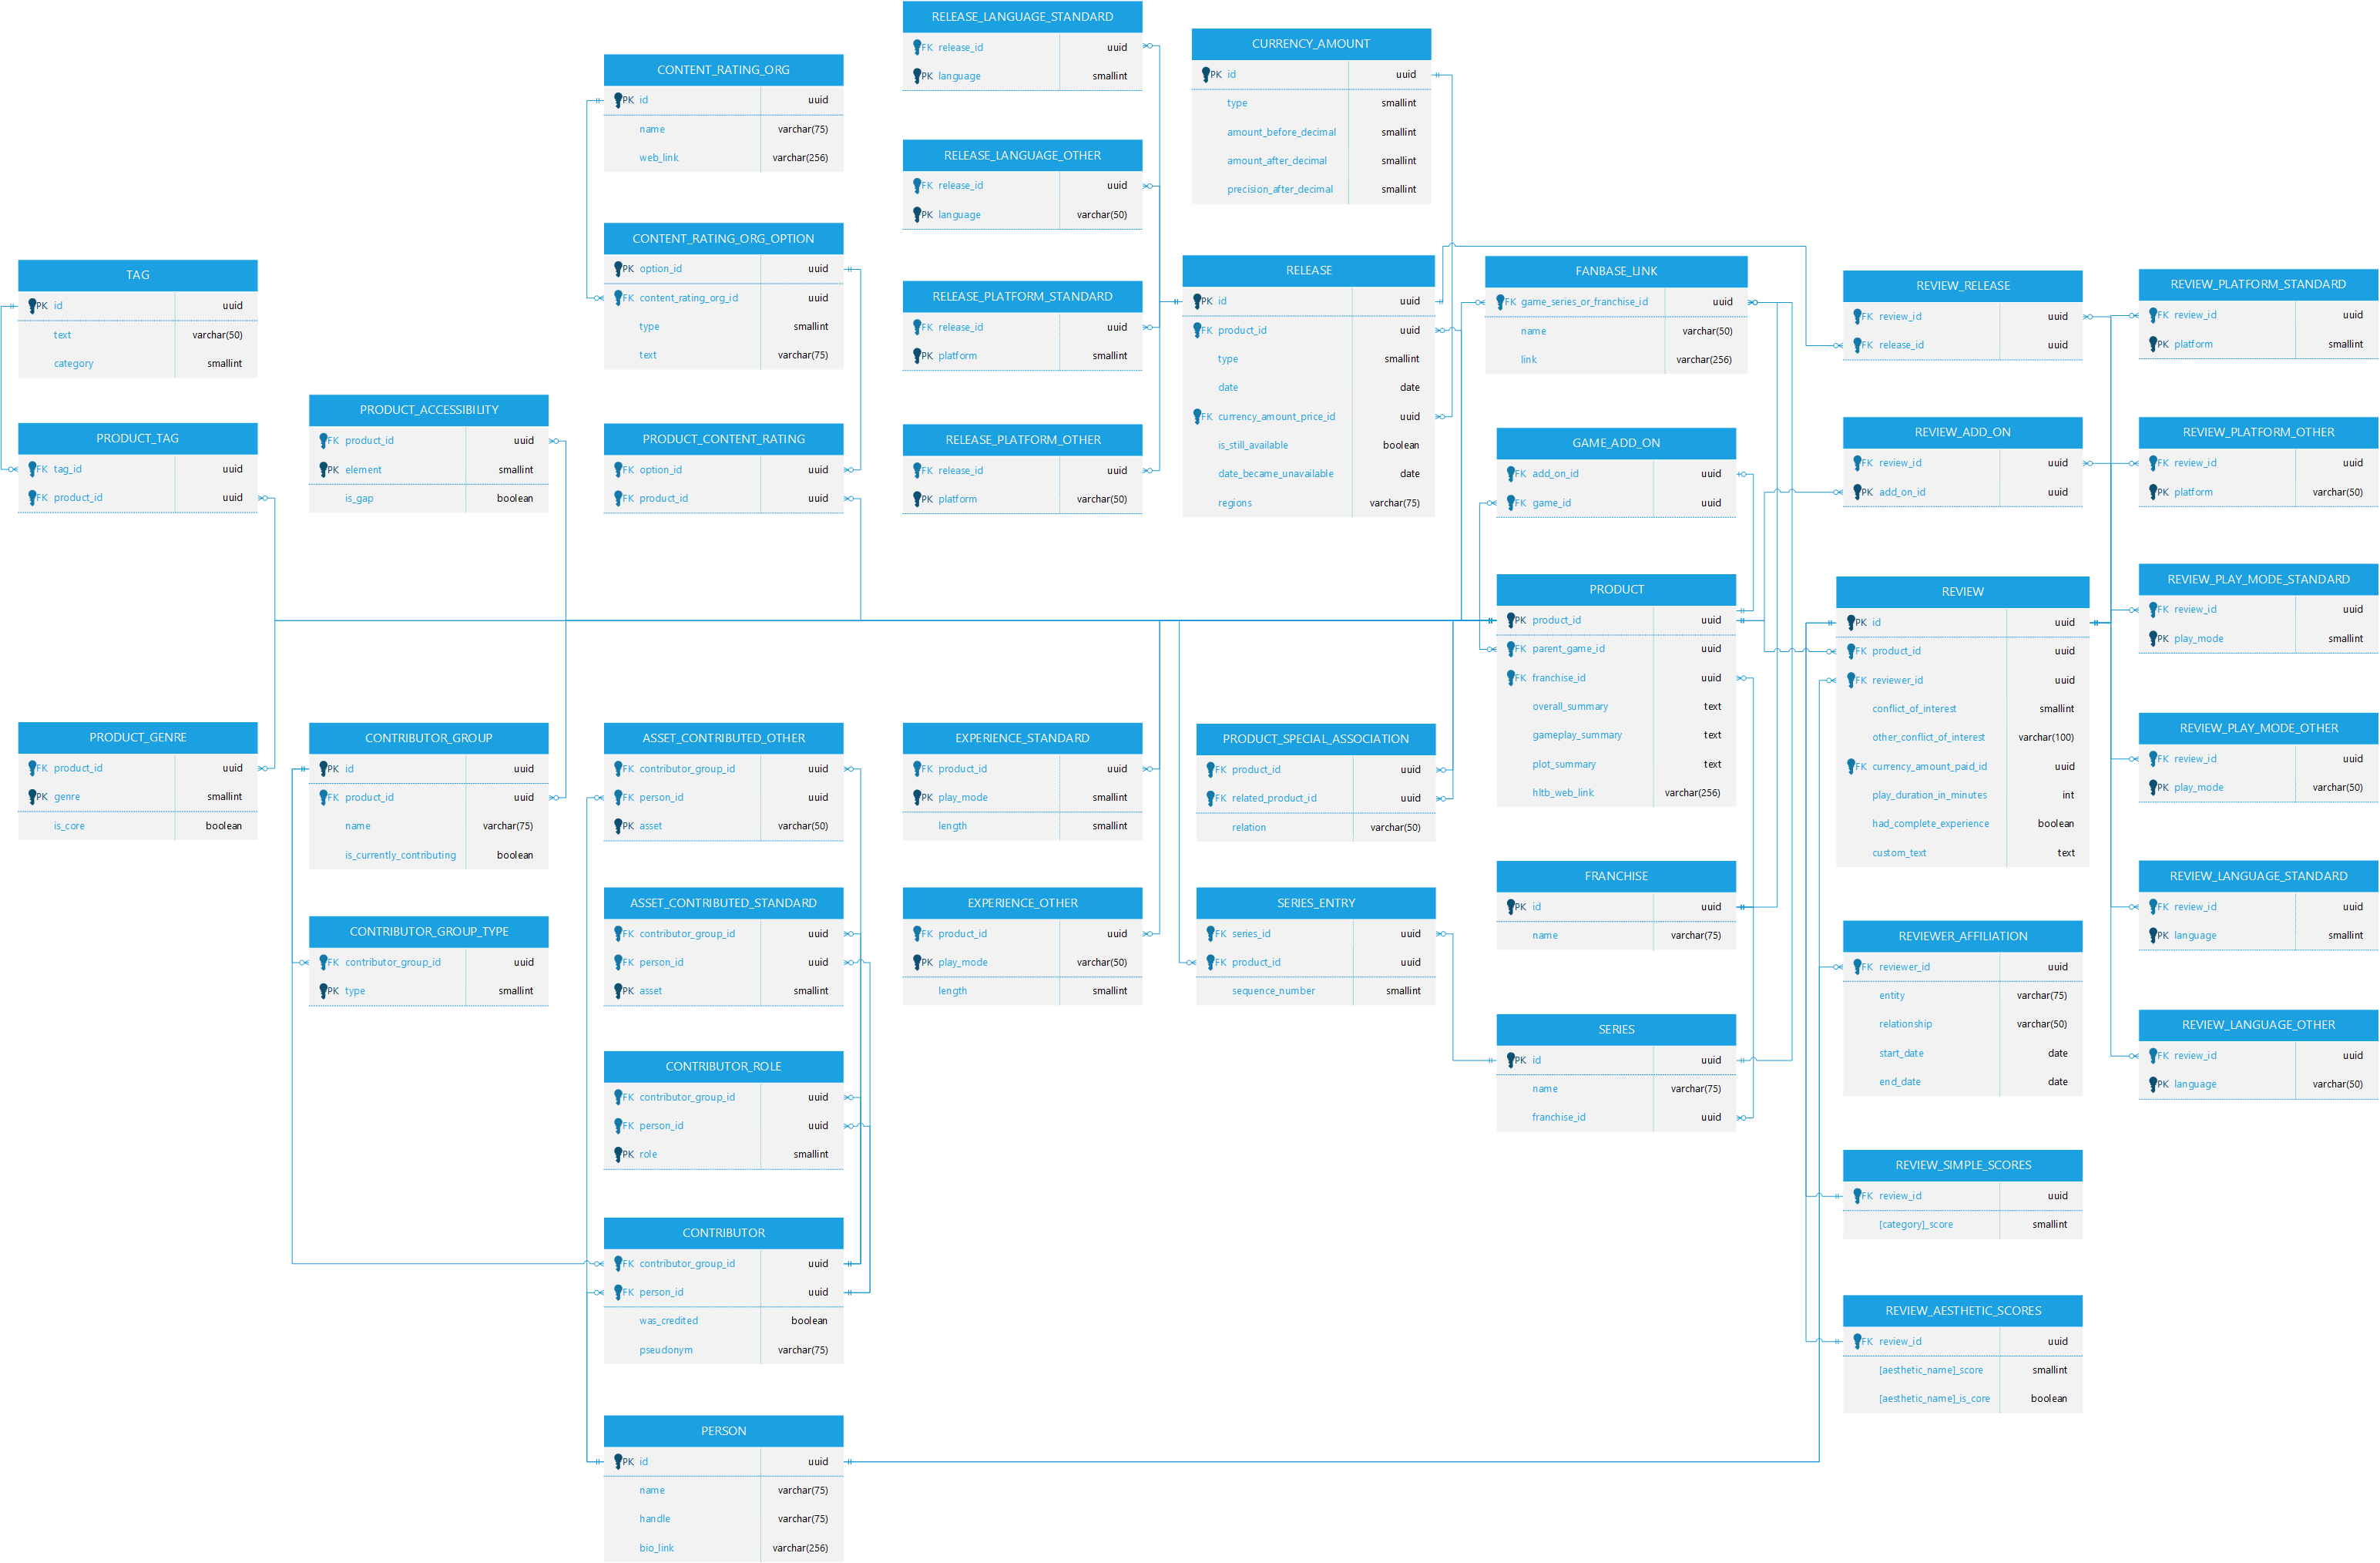 RELEASE_LANGUAGE_STANDARD
FK release_id uuid
PK language smallint
CURRENCY_AMOUNT
PK id uuid
type smallint
amount_before_decimal smallint
amount_after_decimal smallint
precision_after_decimal smallint
CONTENT_RATING_ORG
PK id uuid
name varchar(75)
web_link varchar(256)
RELEASE_LANGUAGE_OTHER
FK release_id uuid
PK language varchar(50)
CONTENT_RATING_ORG_OPTION
PK option_id uuid
FK content_rating_org_id uuid
type smallint
text varchar(75)
TAG
PK id uuid
text varchar(50)
category smallint
RELEASE_PLATFORM_STANDARD
FK release_id uuid
PK platform smallint
RELEASE
PK id uuid
FK product_id uuid
type smallint
date date
FK currency_amount_price_id uuid
is_still_available boolean
date_became_unavailable date
regions varchar(75)
FANBASE_LINK
FK game_series_or_franchise_id uuid
name varchar(50)
link varchar(256)
REVIEW_RELEASE
FK review_id uuid
FK release_id uuid
REVIEW_PLATFORM_STANDARD
FK review_id uuid
PK platform smallint
PRODUCT_TAG
FK tag_id uuid
FK product_id uuid
PRODUCT_ACCESSIBILITY
FK product_id uuid
PK element smallint
is_gap boolean
PRODUCT_CONTENT_RATING
FK option_id uuid
FK product_id uuid
RELEASE_PLATFORM_OTHER
FK release_id uuid
PK platform varchar(50)
GAME_ADD_ON
FK add_on_id uuid
FK game_id uuid
REVIEW_ADD_ON
FK review_id uuid
PK add_on_id uuid
REVIEW_PLATFORM_OTHER
FK review_id uuid
PK platform varchar(50)
PRODUCT
PK product_id uuid
FK parent_game_id uuid
FK franchise_id uuid
overall_summary text
gameplay_summary text
plot_summary text
hltb_web_link varchar(256)
REVIEW
PK id uuid
FK product_id uuid
FK reviewer_id uuid
conflict_of_interest smallint
other_conflict_of_interest varchar(100)
FK currency_amount_paid_id uuid
play_duration_in_minutes int
had_complete_experience boolean
custom_text text
REVIEW_PLAY_MODE_STANDARD
FK review_id uuid
PK play_mode smallint
REVIEW_PLAY_MODE_OTHER
FK review_id uuid
PK play_mode varchar(50)
PRODUCT_GENRE
FK product_id uuid
PK genre smallint
is_core boolean
CONTRIBUTOR_GROUP
PK id uuid
FK product_id uuid
name varchar(75)
is_currently_contributing boolean
ASSET_CONTRIBUTED_OTHER
FK contributor_group_id uuid
FK person_id uuid
PK asset varchar(50)
EXPERIENCE_STANDARD
FK product_id uuid
PK play_mode smallint
length smallint
PRODUCT_SPECIAL_ASSOCIATION
FK product_id uuid
FK related_product_id uuid
relation varchar(50)
CONTRIBUTOR_GROUP_TYPE
FK contributor_group_id uuid
PK type smallint
ASSET_CONTRIBUTED_STANDARD
FK contributor_group_id uuid
FK person_id uuid
PK asset smallint
EXPERIENCE_OTHER
FK product_id uuid
PK play_mode varchar(50)
length smallint
SERIES_ENTRY
FK series_id uuid
FK product_id uuid
sequence_number smallint
FRANCHISE
PK id uuid
name varchar(75)
REVIEWER_AFFILIATION
FK reviewer_id uuid
entity varchar(75)
relationship varchar(50)
start_date date
end_date date
REVIEW_LANGUAGE_STANDARD
FK review_id uuid
PK language smallint
SERIES
PK id uuid
name varchar(75)
franchise_id uuid
REVIEW_LANGUAGE_OTHER
FK review_id uuid
PK language varchar(50)
CONTRIBUTOR_ROLE
FK contributor_group_id uuid
FK person_id uuid
PK role smallint
REVIEW_SIMPLE_SCORES
FK review_id uuid
[category]_score smallint
CONTRIBUTOR
FK contributor_group_id uuid
FK person_id uuid
was_credited boolean
pseudonym varchar(75)
REVIEW_AESTHETIC_SCORES
FK review_id uuid
[aesthetic_name]_score smallint
[aesthetic_name]_is_core boolean
PERSON
PK id uuid
name varchar(75)
handle varchar(75)
bio_link varchar(256)